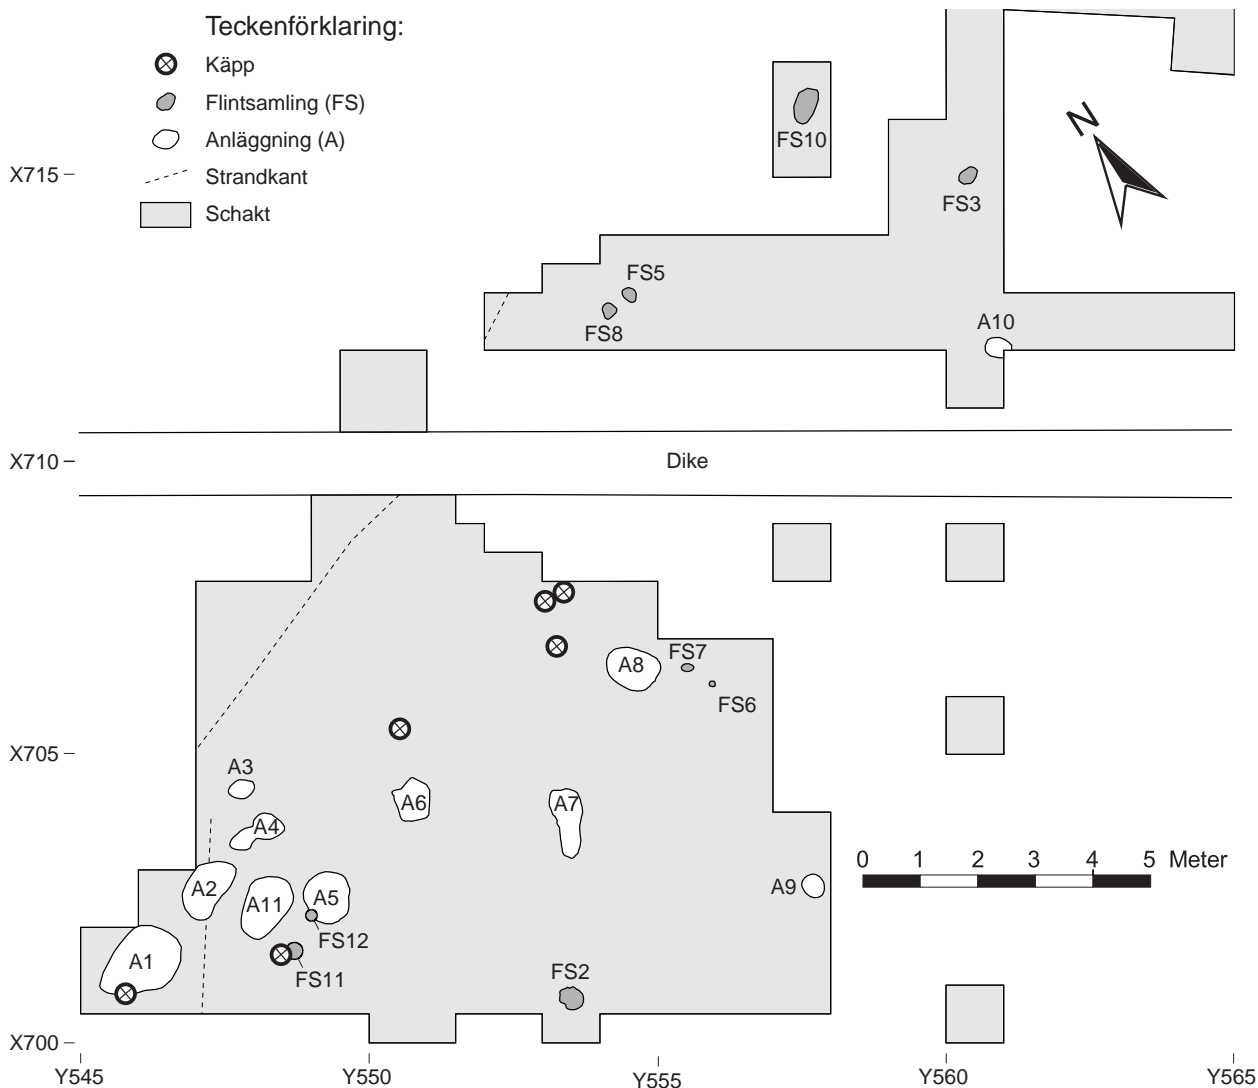 Teckenförklaring:
Käpp
Flintsamling (FS)
Anläggning (A)
Strandkant
Schakt
N
X715
FS10
FS3
FS5
FS8
A10
X710
Dike
A8
FS7
FS6
X705
A3
A6
A7
A4
0 1 2 3 4 5 Meter
A2
A11
A5
A9
FS12
A1
FS11
FS2
X700
Y545
Y550
Y555
Y560
Y565